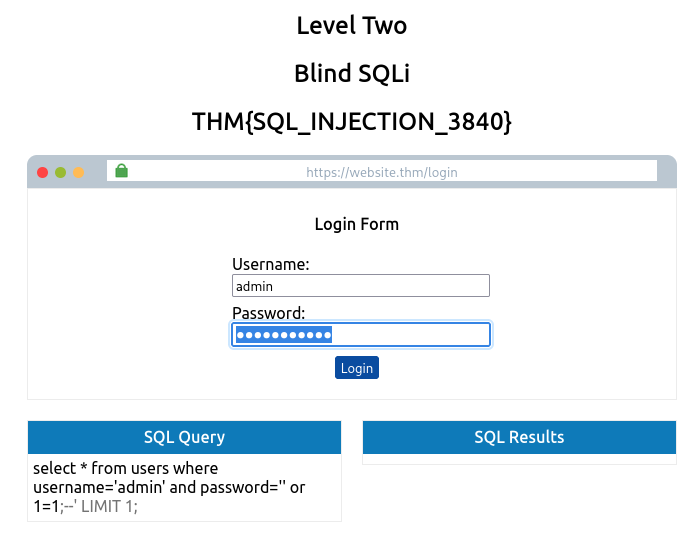 Level Two
Blind SQLi
THM{SQL_INJECTION_3840}
https://website.thm/login
Login Form
Username:
admin
Password:
●●●●●●●●●●●
Login
SQL Query
select * from users where
username='admin' and password='' or
1=1;--' LIMIT 1;
SQL Results